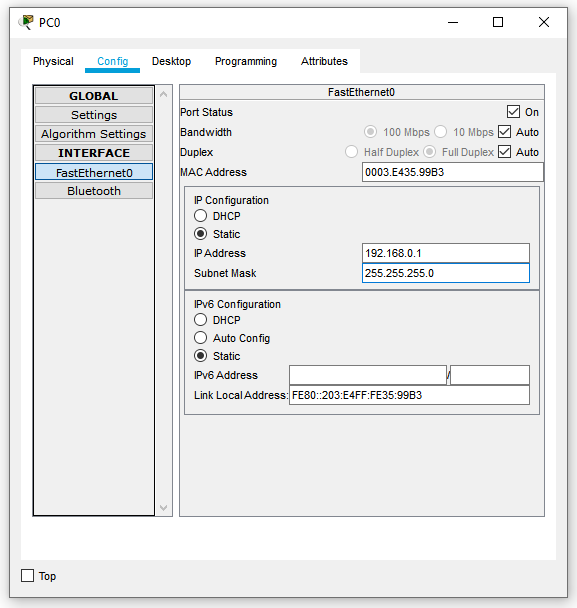 PC0
Physical Config Desktop Programming Attributes
GLOBAL
Settings
Algorithm Settings
INTERFACE
FastEthernet0
Bluetooth
FastEthernet0
Port Status On
Bandwidth 100 Mbps 10 Mbps Auto
Duplex Half Duplex Full Duplex Auto
MAC Address 0003.E435.99B3
IP Configuration
DHCP
Static
IP Address 192.168.0.1
Subnet Mask 255.255.255.0
IPv6 Configuration
DHCP
Auto Config
Static
IPv6 Address /
Link Local Address: FE80::203:E4FF:FE35:99B3
Top